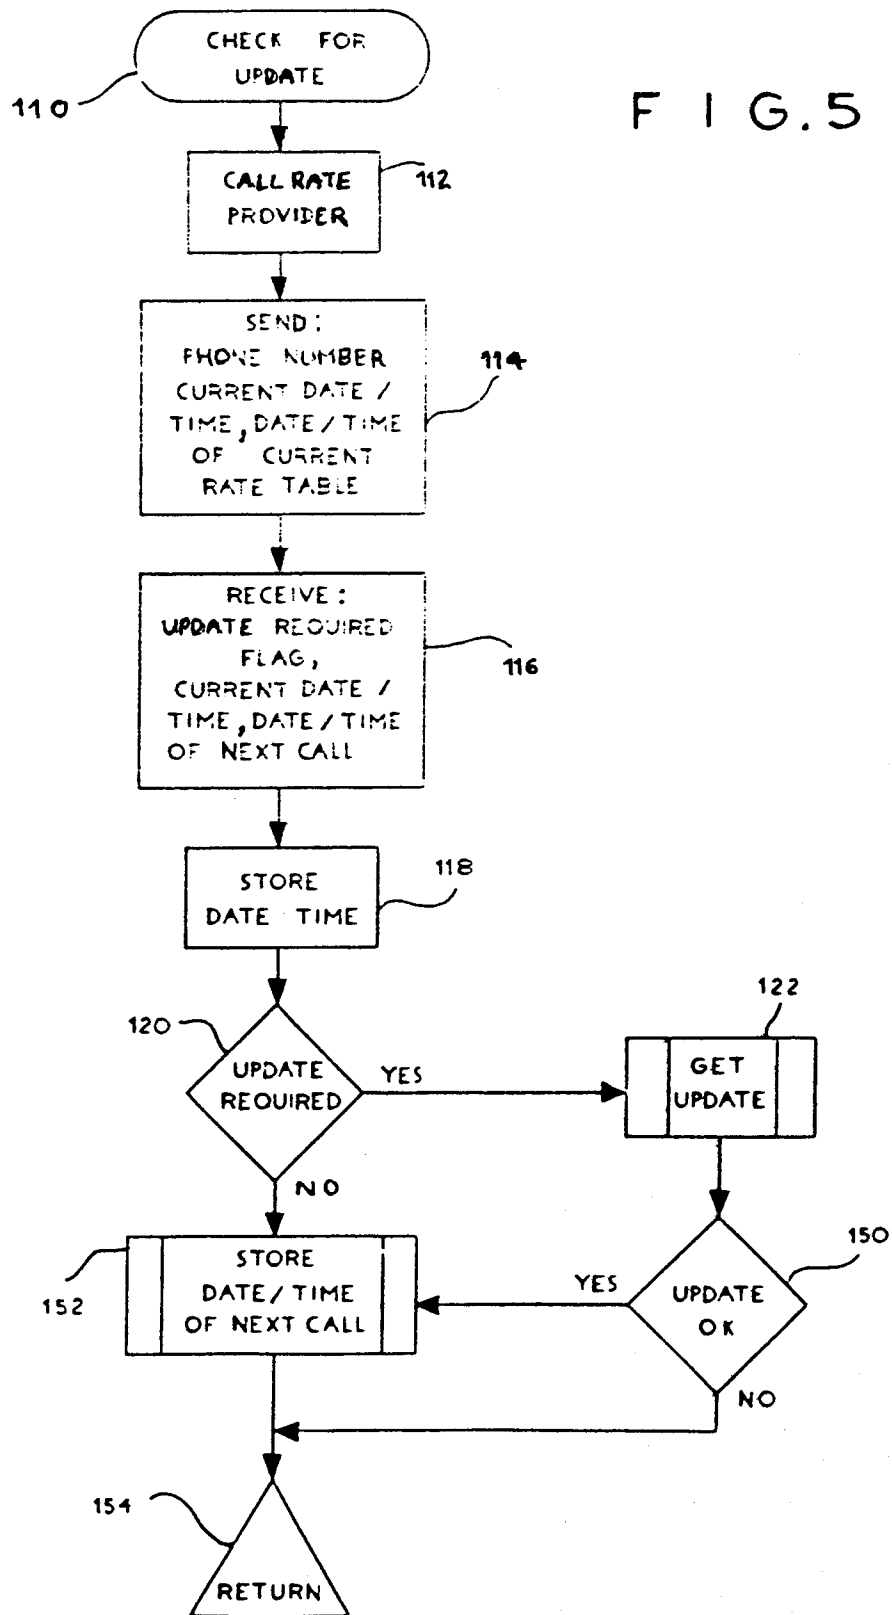 CHECK FOR
UPDATE
110
F I G.5
CALL RATE
PROVIDER
112
SEND:
PHONE NUMBER
CURRENT DATE /
TIME, DATE / TIME
OF CURRENT
RATE TABLE
114
RECEIVE:
UPDATE REQUIRED
FLAG,
CURRENT DATE /
TIME, DATE / TIME
OF NEXT CALL
116
STORE
DATE TIME
118
120
UPDATE
REQUIRED
YES
NO
122
GET
UPDATE
150
UPDATE
OK
YES
NO
152
STORE
DATE / TIME
OF NEXT CALL
154
RETURN